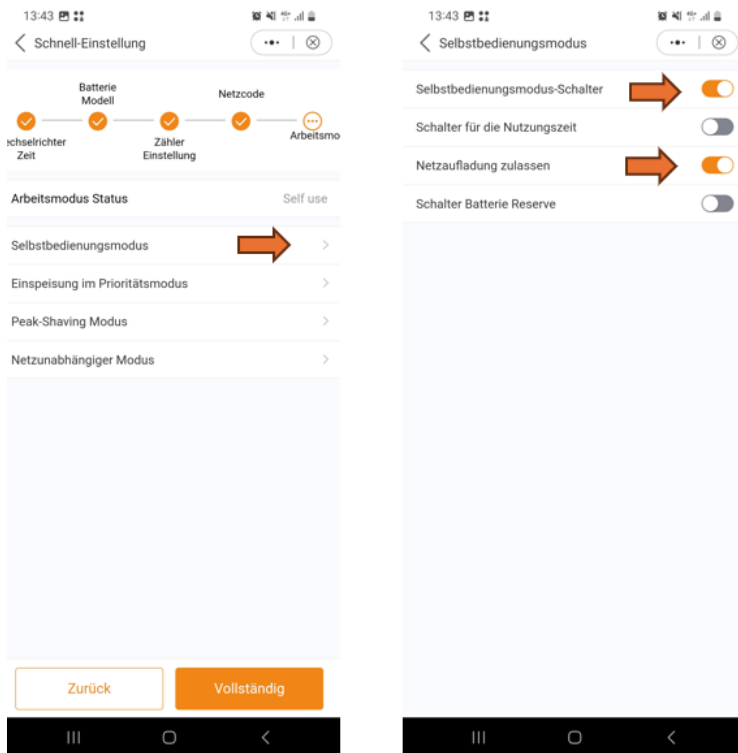 13:43
Schnell-Einstellung
Batterie
Modell
Netzcode
echselrichter
Zeit
Zähler
Einstellung
Arbeitsmo
Arbeitsmodus Status
Self use
Selbstbedienungsmodus
Einspeisung im Prioritätsmodus
Peak-Shaving Modus
Netzunabhängiger Modus
Zurück
Vollständig
13:43
Selbstbedienungsmodus
Selbstbedienungsmodus-Schalter
Schalter für die Nutzungszeit
Netzaufladung zulassen
Schalter Batterie Reserve